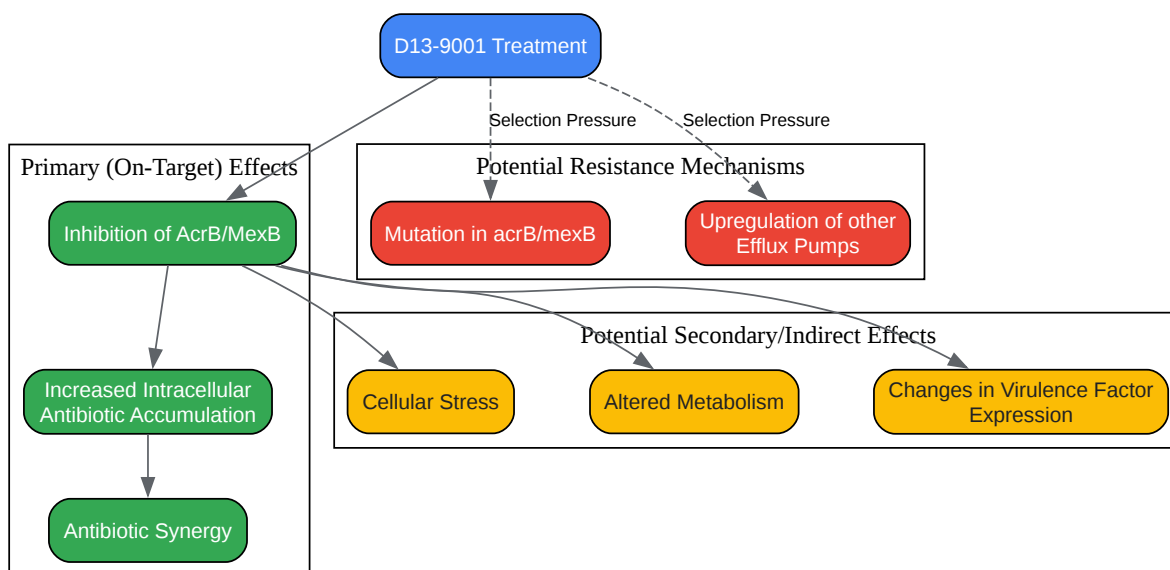 D13-9001 Treatment
Selection Pressure
Selection Pressure
Primary (On-Target) Effects
Potential Resistance Mechanisms
Inhibition of AcrB/MexB
Mutation in acrB/mexB
Upregulation of other
Efflux Pumps
Potential Secondary/Indirect Effects
Increased Intracellular
Antibiotic Accumulation
Cellular Stress
Altered Metabolism
Changes in Virulence Factor
Expression
Antibiotic Synergy